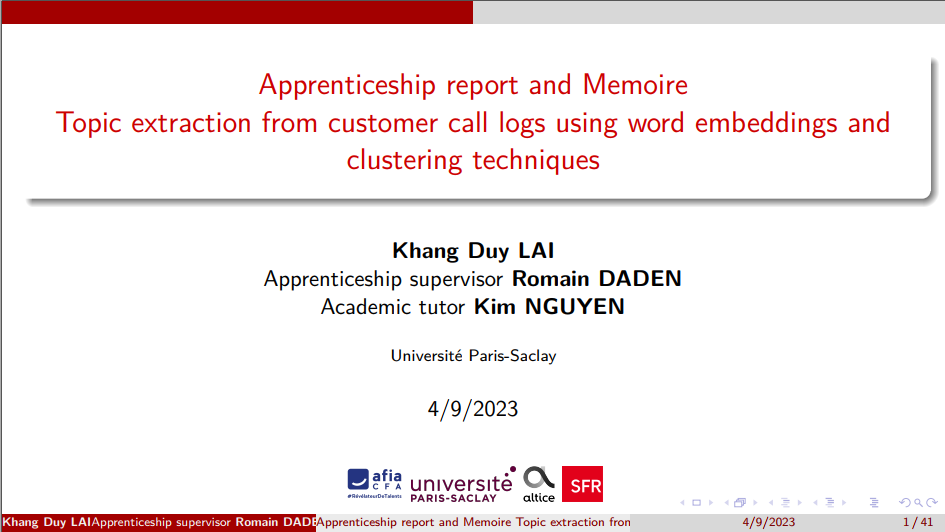 Apprenticeship report and Memoire
Topic extraction from customer call logs using word embeddings and
clustering techniques
Khang Duy LAI
Apprenticeship supervisor Romain DADEN
Academic tutor Kim NGUYEN
Université Paris-Saclay
4/9/2023
afia
CFA
#RévélateurDeTalents
université
PARIS-SACLAY
altice
SFR
Khang Duy LAIApprenticeship supervisor Romain DADE
Apprenticeship report and Memoire Topic extraction from
4/9/2023
1 / 41